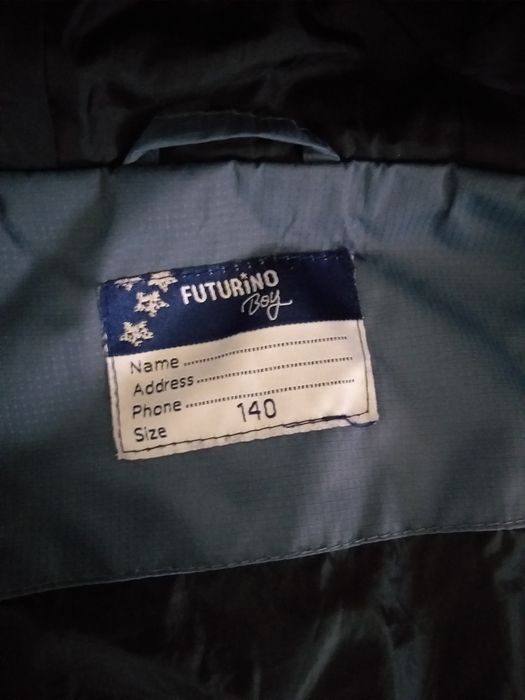 FUTURiNO
Boy
Name ........................................
Address ...................................
Phone ......................................
Size 140